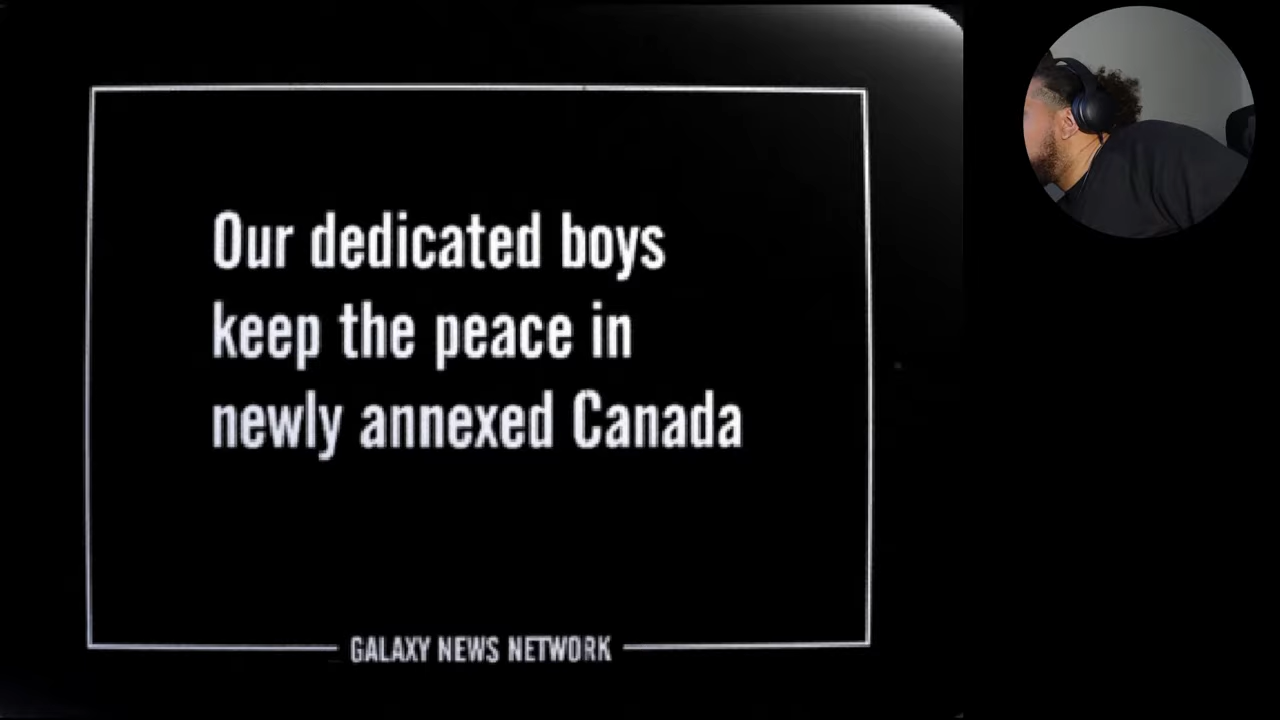 Our dedicated boys
keep the peace in
newly annexed Canada
GALAXY NEWS NETWORK